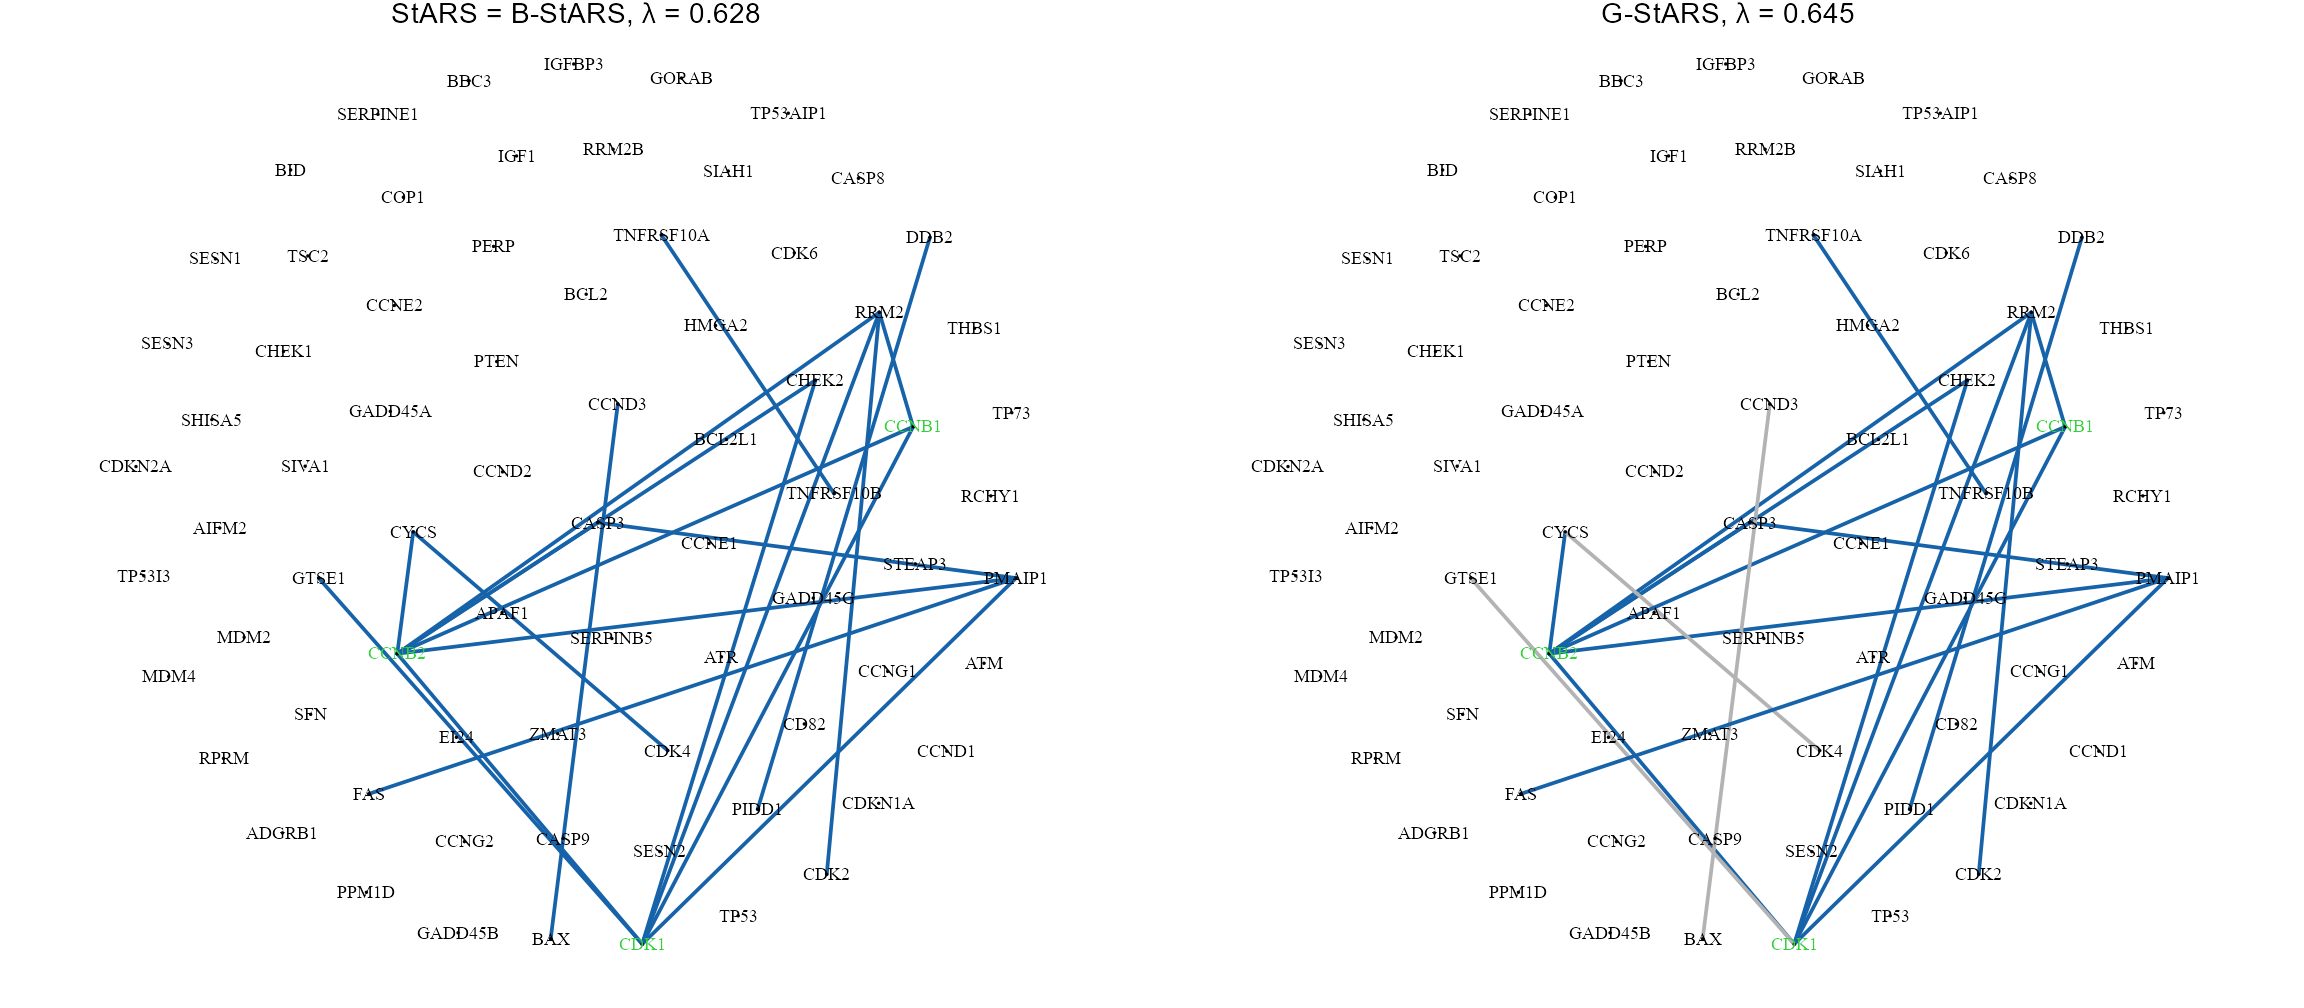 StARS = B-StARS, λ = 0.628
IGFBP3
BBC3
GORAB
SERPINE1
TP53AIP1
IGF1
RRM2B
BID
SIAH1
CASP8
COP1
TNFRSF10A
DDB2
PERP
CDK6
SESN1
TSC2
BCL2
CCNE2
RRM2
HMGA2
THBS1
SESN3
CHEK1
PTEN
CHEK2
CCND3
GADD45A
TP73
SHISA5
CCNB1
BCL2L1
CDKN2A
SIVA1
CCND2
TNFRSF10B
RCHY1
CASP3
AIFM2
CYCS
CCNE1
STEAP3
TP53I3
GTSE1
PMAIP1
GADD45G
APAF1
MDM2
SERPINB5
CCNB2
ATR
ATM
CCNG1
MDM4
SFN
CD82
EI24
ZMAT3
CDK4
CCND1
RPRM
FAS
CDKN1A
PIDD1
ADGRB1
CCNG2
CASP9
SESN2
CDK2
PPM1D
TP53
GADD45B
BAX
CDK1
G-StARS, λ = 0.645
IGFBP3
BBC3
GORAB
SERPINE1
TP53AIP1
IGF1
RRM2B
BID
SIAH1
CASP8
COP1
TNFRSF10A
DDB2
PERP
CDK6
SESN1
TSC2
BCL2
CCNE2
RRM2
HMGA2
THBS1
SESN3
CHEK1
PTEN
CHEK2
CCND3
GADD45A
TP73
SHISA5
CCNB1
BCL2L1
CDKN2A
SIVA1
CCND2
TNFRSF10B
RCHY1
CASP3
AIFM2
CYCS
CCNE1
STEAP3
TP53I3
GTSE1
PMAIP1
GADD45G
APAF1
MDM2
SERPINB5
CCNB2
ATR
ATM
CCNG1
MDM4
SFN
CD82
EI24
ZMAT3
CDK4
CCND1
RPRM
FAS
CDKN1A
PIDD1
ADGRB1
CCNG2
CASP9
SESN2
CDK2
PPM1D
TP53
GADD45B
BAX
CDK1